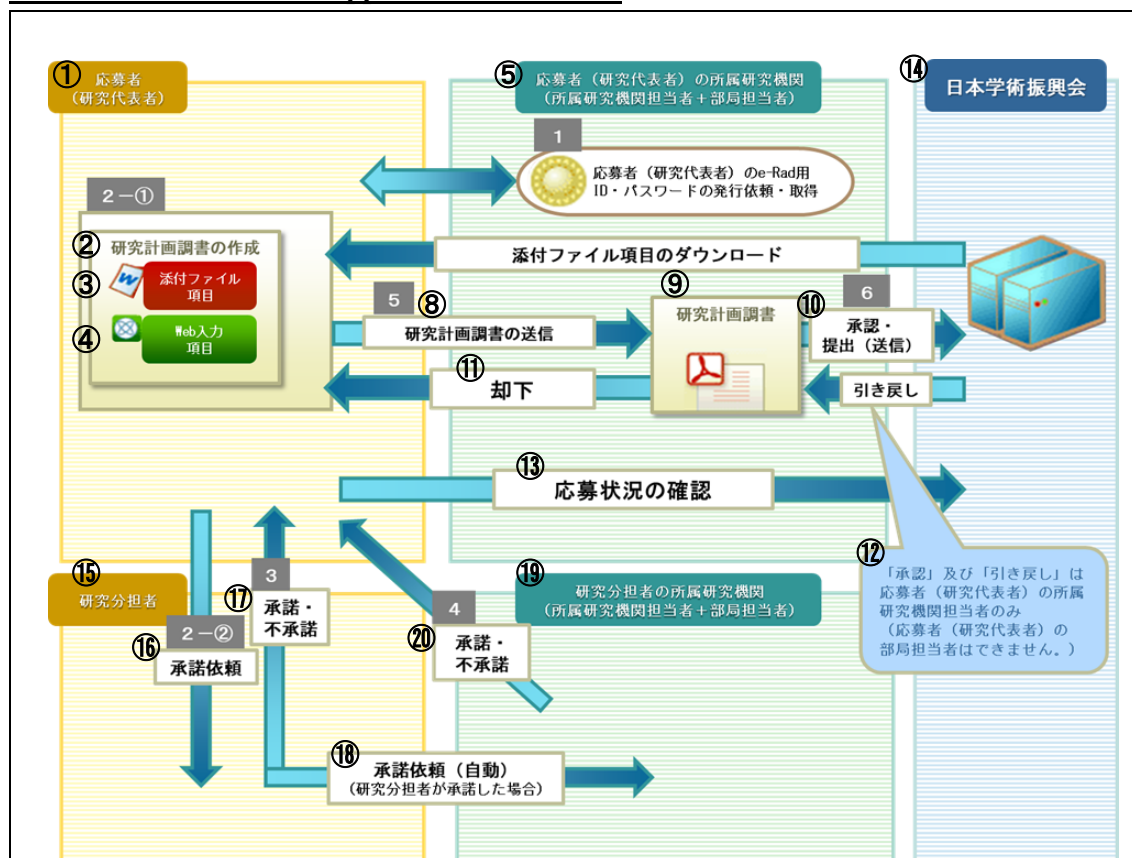 ① 応募者
(研究代表者)
⑤ 応募者（研究代表者）の所属研究機関
(所属研究機関担当者＋部局担当者)
⑭ 日本学術振興会
1
応募者（研究代表者）のe-Rad用
ID・パスワードの発行依頼・取得
2－①
② 研究計画調書の作成
③ 添付ファイル
項目
④ Web入力
項目
添付ファイル項目のダウンロード
5
⑧ 研究計画調書の送信
⑨ 研究計画調書
6
⑩ 承認・
提出（送信）
⑪ 却下
引き戻し
⑬ 応募状況の確認
⑫ 「承認」及び「引き戻し」は
応募者（研究代表者）の所属
研究機関担当者のみ
（応募者（研究代表者）の
部局担当者はできません。）
⑮ 研究分担者
⑲ 研究分担者の所属研究機関
(所属研究機関担当者＋部局担当者)
2－②
⑯ 承諾依頼
3
⑰ 承諾・
不承諾
4
⑳ 承諾・
不承諾
⑱ 承諾依頼（自動）
(研究分担者が承諾した場合)